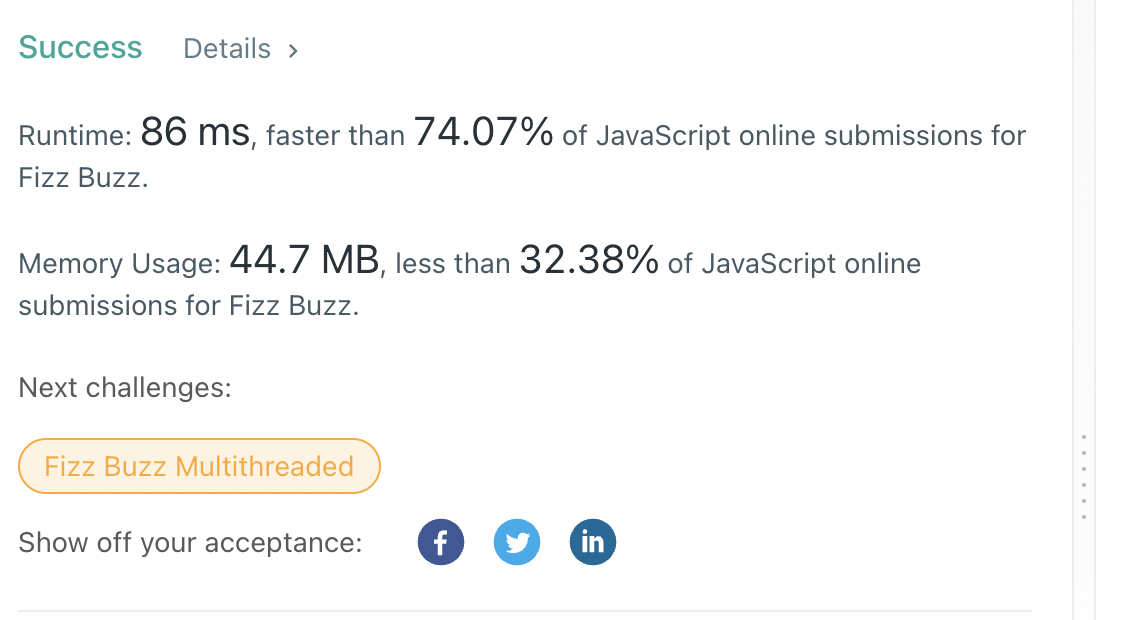 Success Details >
Runtime: 86 ms, faster than 74.07% of JavaScript online submissions for
Fizz Buzz.
Memory Usage: 44.7 MB, less than 32.38% of JavaScript online
submissions for Fizz Buzz.
Next challenges:
Fizz Buzz Multithreaded
Show off your acceptance: f in